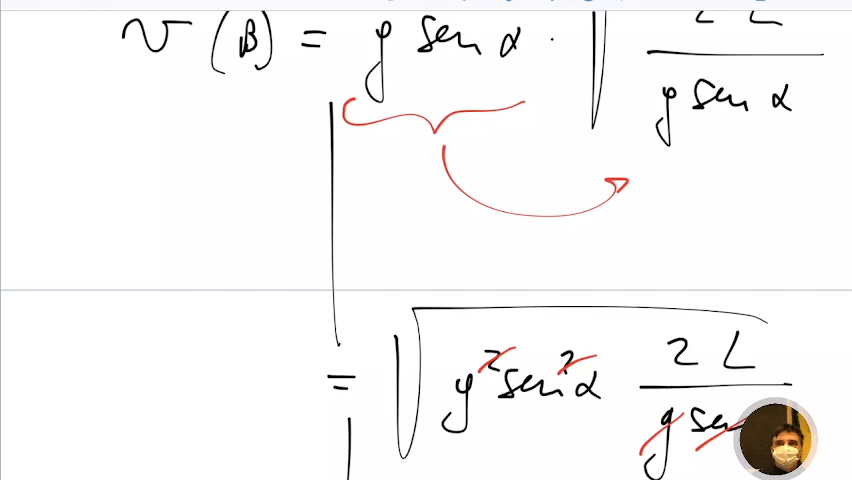 v (B) = g sen α · √ 2 L / g sen α
= √ g² sen² α 2 L / g sen